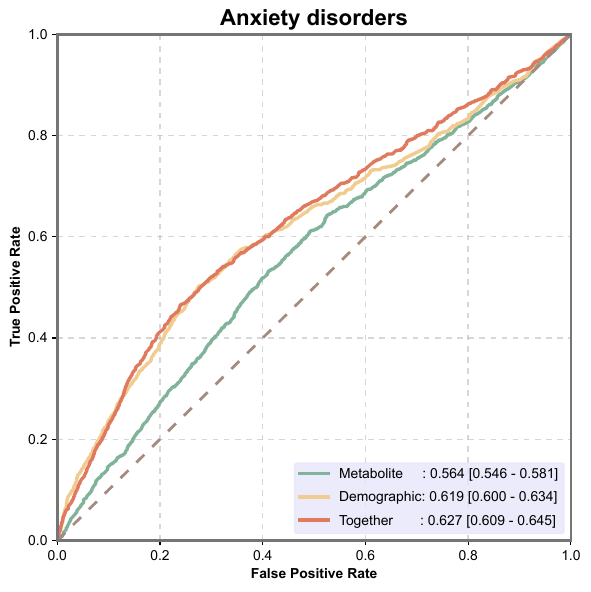 Anxiety disorders
1.0
0.8
0.6
0.4
0.2
0.0
True Positive Rate
Metabolite : 0.564 [0.546 - 0.581]
Demographic: 0.619 [0.600 - 0.634]
Together : 0.627 [0.609 - 0.645]
0.0 0.2 0.4 0.6 0.8 1.0
False Positive Rate